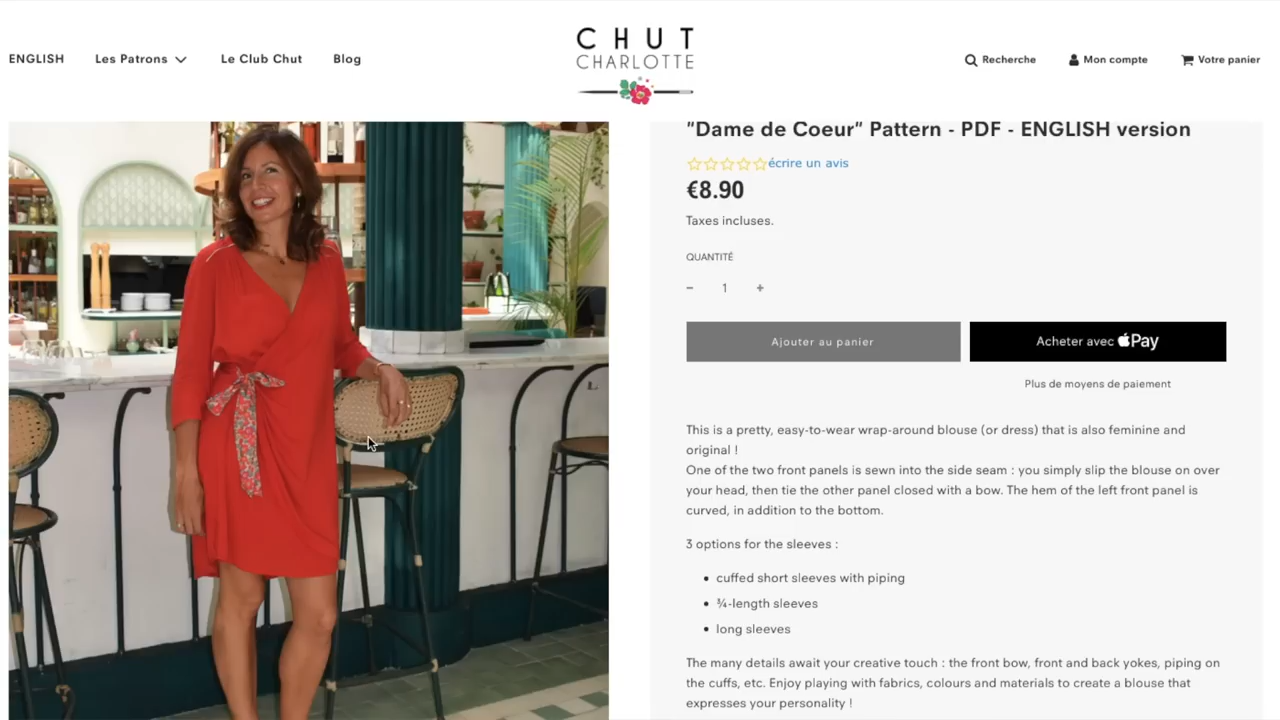 ENGLISH
Les Patrons
Le Club Chut
Blog
CHUT
CHARLOTTE
Recherche
Mon compte
Votre panier
"Dame de Coeur" Pattern - PDF - ENGLISH version
écrire un avis
€8.90
Taxes incluses.
QUANTITÉ
− 1 +
Ajouter au panier
Acheter avec Pay
Plus de moyens de paiement
This is a pretty, easy-to-wear wrap-around blouse (or dress) that is also feminine and
original !
One of the two front panels is sewn into the side seam : you simply slip the blouse on over
your head, then tie the other panel closed with a bow. The hem of the left front panel is
curved, in addition to the bottom.
3 options for the sleeves :
• cuffed short sleeves with piping
• ¾-length sleeves
• long sleeves
The many details await your creative touch : the front bow, front and back yokes, piping on
the cuffs, etc. Enjoy playing with fabrics, colours and materials to create a blouse that
expresses your personality !